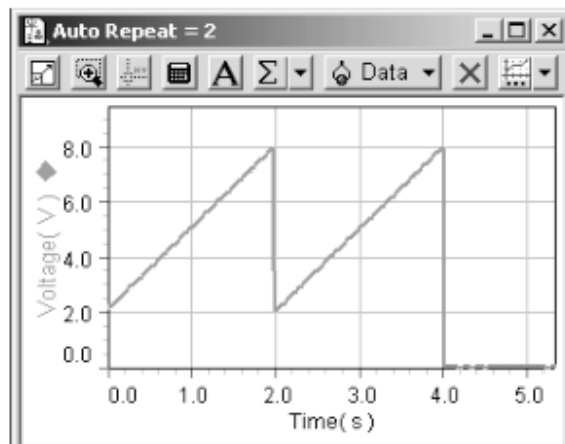 Auto Repeat = 2
A Σ Data
Voltage( V )
8.0
6.0
4.0
2.0
0.0
0.0 1.0 2.0 3.0 4.0 5.0
Time( s )